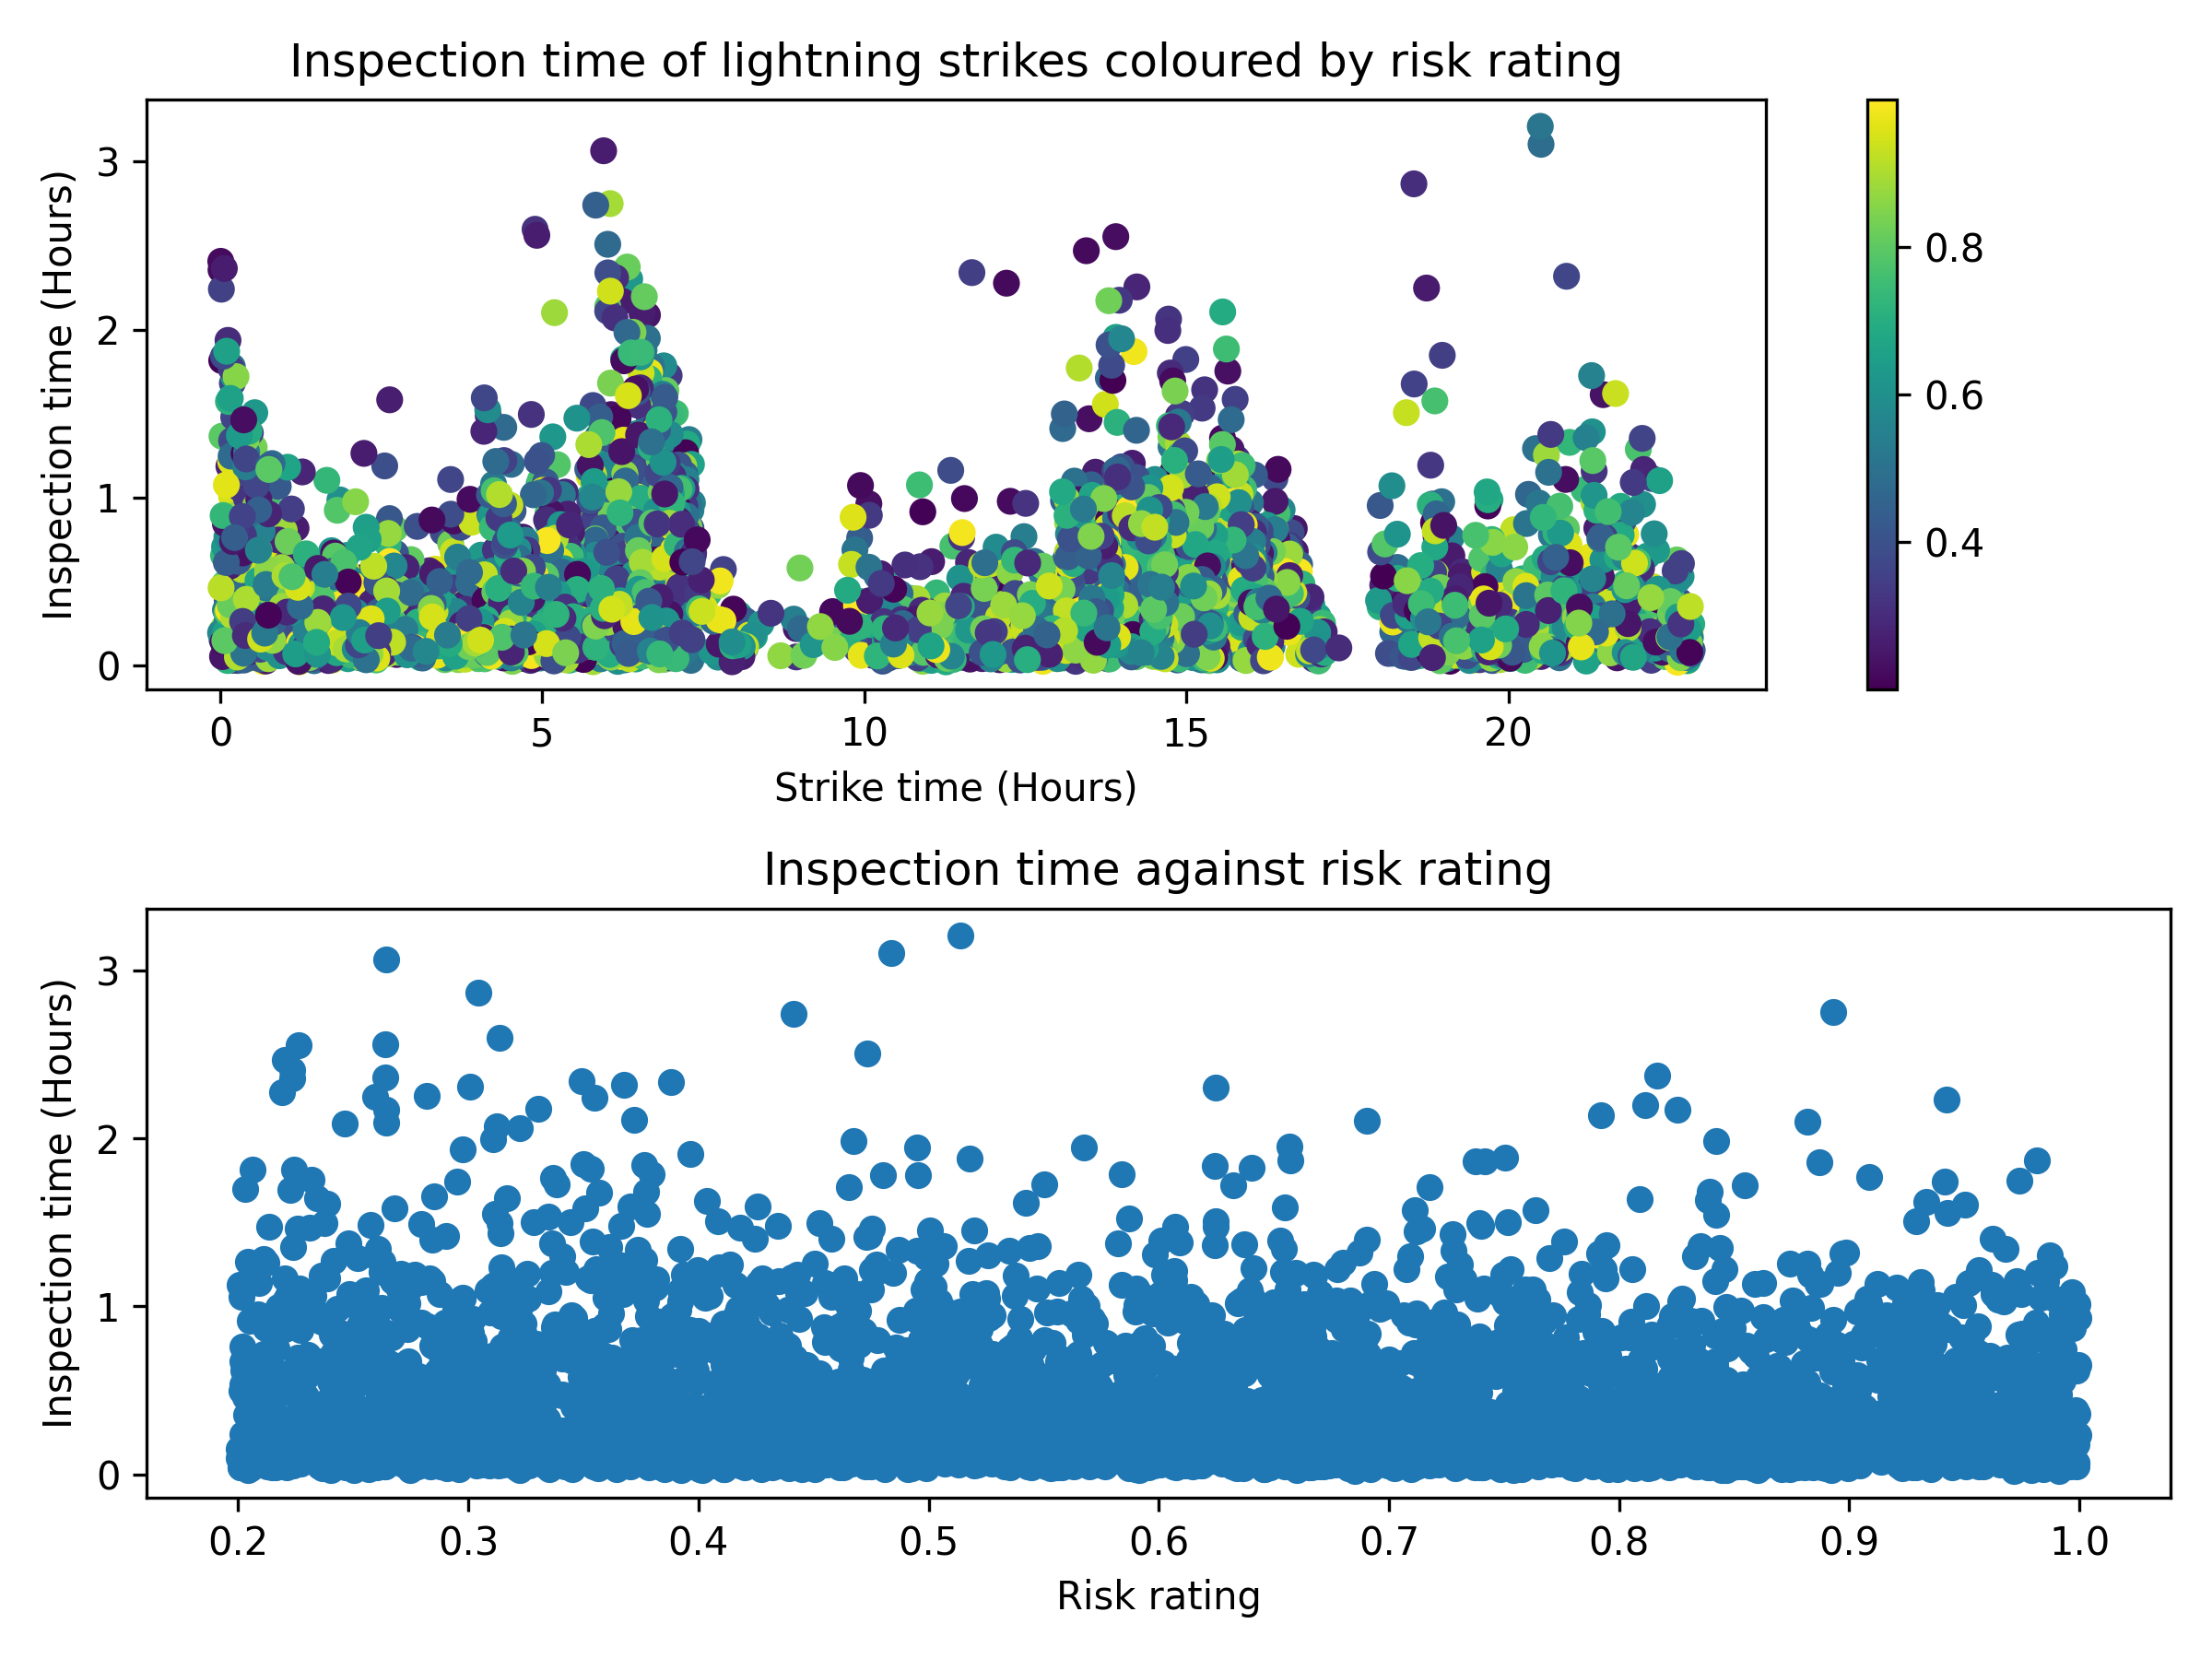 Inspection time of lightning strikes coloured by risk rating
Inspection time (Hours)
3
2
1
0
0 5 10 15 20
Strike time (Hours)
0.8
0.6
0.4
Inspection time against risk rating
Inspection time (Hours)
3
2
1
0
0.2 0.3 0.4 0.5 0.6 0.7 0.8 0.9 1.0
Risk rating